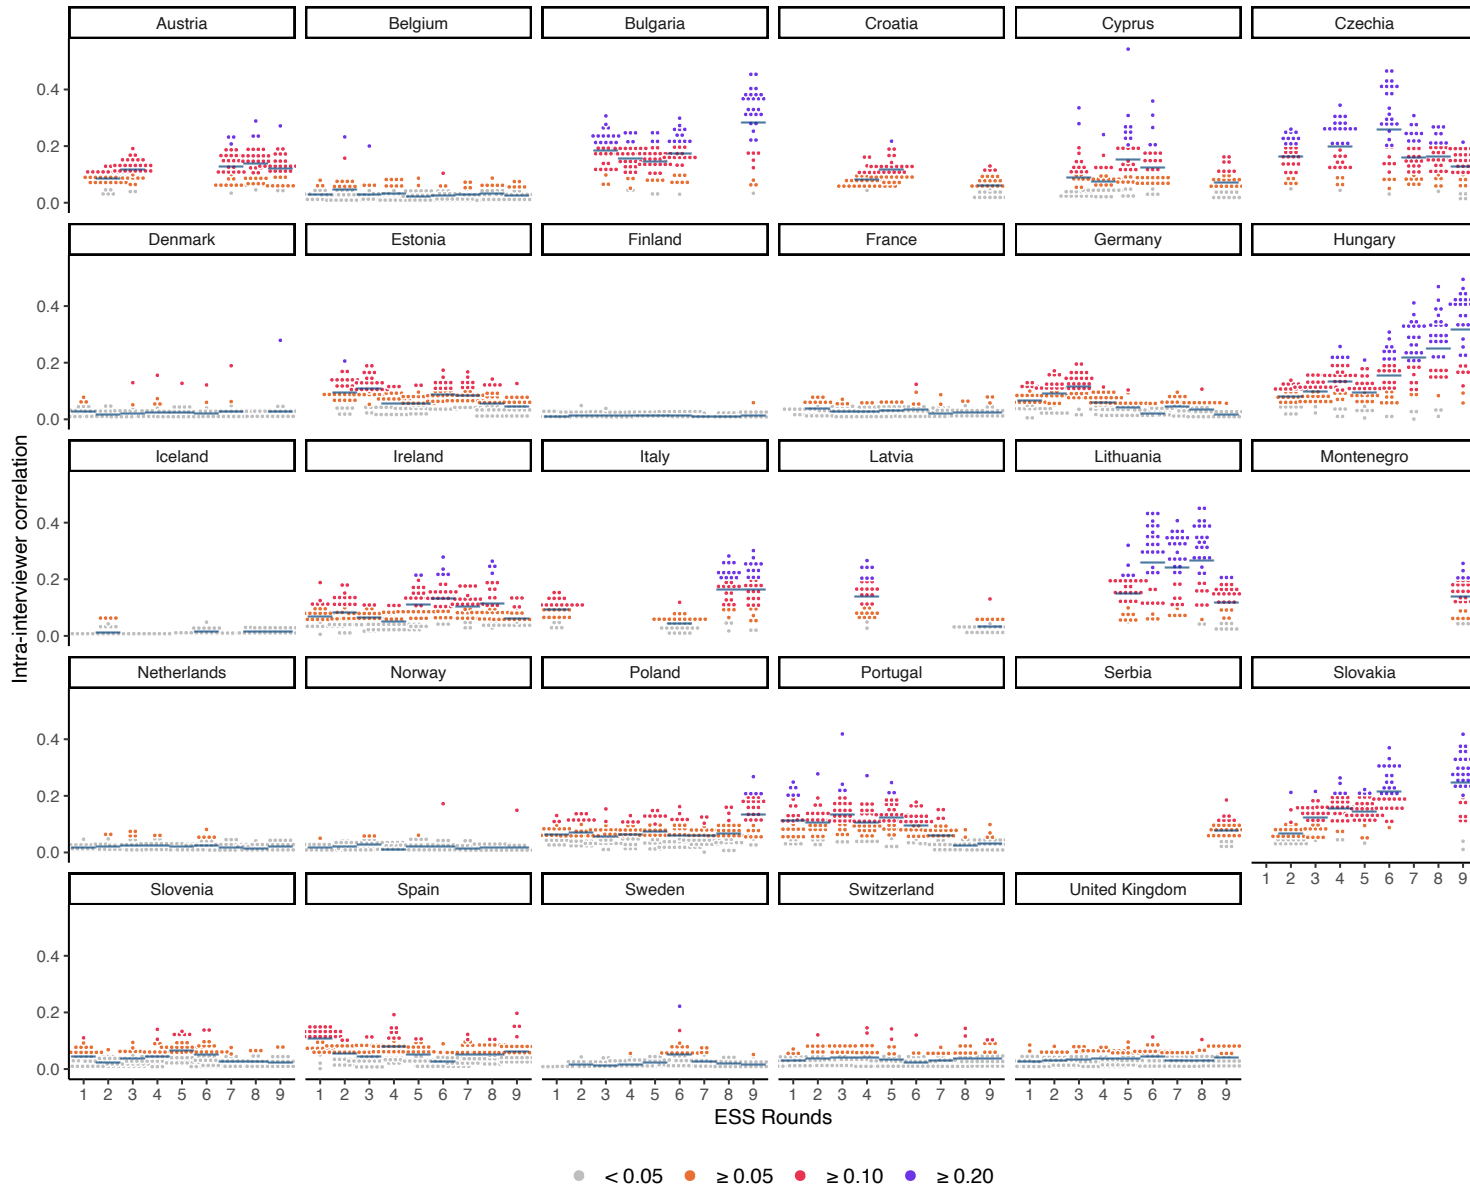 Austria Belgium Bulgaria Croatia Cyprus Czechia
0.4
0.2
0.0
Denmark Estonia Finland France Germany Hungary
0.4
0.2
0.0
Iceland Ireland Italy Latvia Lithuania Montenegro
0.4
0.2
0.0
Netherlands Norway Poland Portugal Serbia Slovakia
0.4
0.2
0.0
1 2 3 4 5 6 7 8 9
Slovenia Spain Sweden Switzerland United Kingdom
0.4
0.2
0.0
1 2 3 4 5 6 7 8 9 1 2 3 4 5 6 7 8 9 1 2 3 4 5 6 7 8 9 1 2 3 4 5 6 7 8 9 1 2 3 4 5 6 7 8 9
Intra-interviewer correlation
ESS Rounds
< 0.05 ≥ 0.05 ≥ 0.10 ≥ 0.20